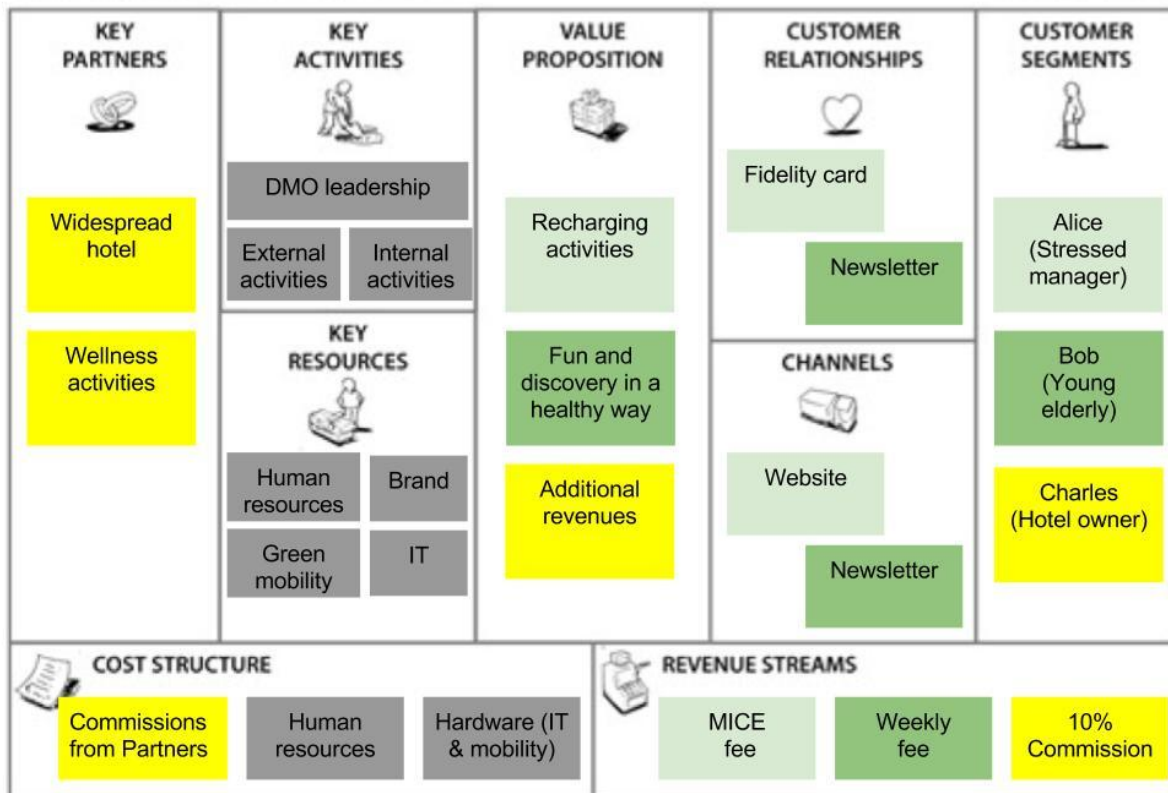 KEY
PARTNERS
Widespread
hotel
Wellness
activities
KEY
ACTIVITIES
DMO leadership
External
activities
Internal
activities
KEY
RESOURCES
Human
resources
Brand
Green
mobility
IT
VALUE
PROPOSITION
Recharging
activities
Fun and
discovery in a
healthy way
Additional
revenues
CUSTOMER
RELATIONSHIPS
Fidelity card
Newsletter
CHANNELS
Website
Newsletter
CUSTOMER
SEGMENTS
Alice
(Stressed
manager)
Bob
(Young
elderly)
Charles
(Hotel owner)
COST STRUCTURE
Commissions
from Partners
Human
resources
Hardware (IT
& mobility)
REVENUE STREAMS
MICE
fee
Weekly
fee
10%
Commission